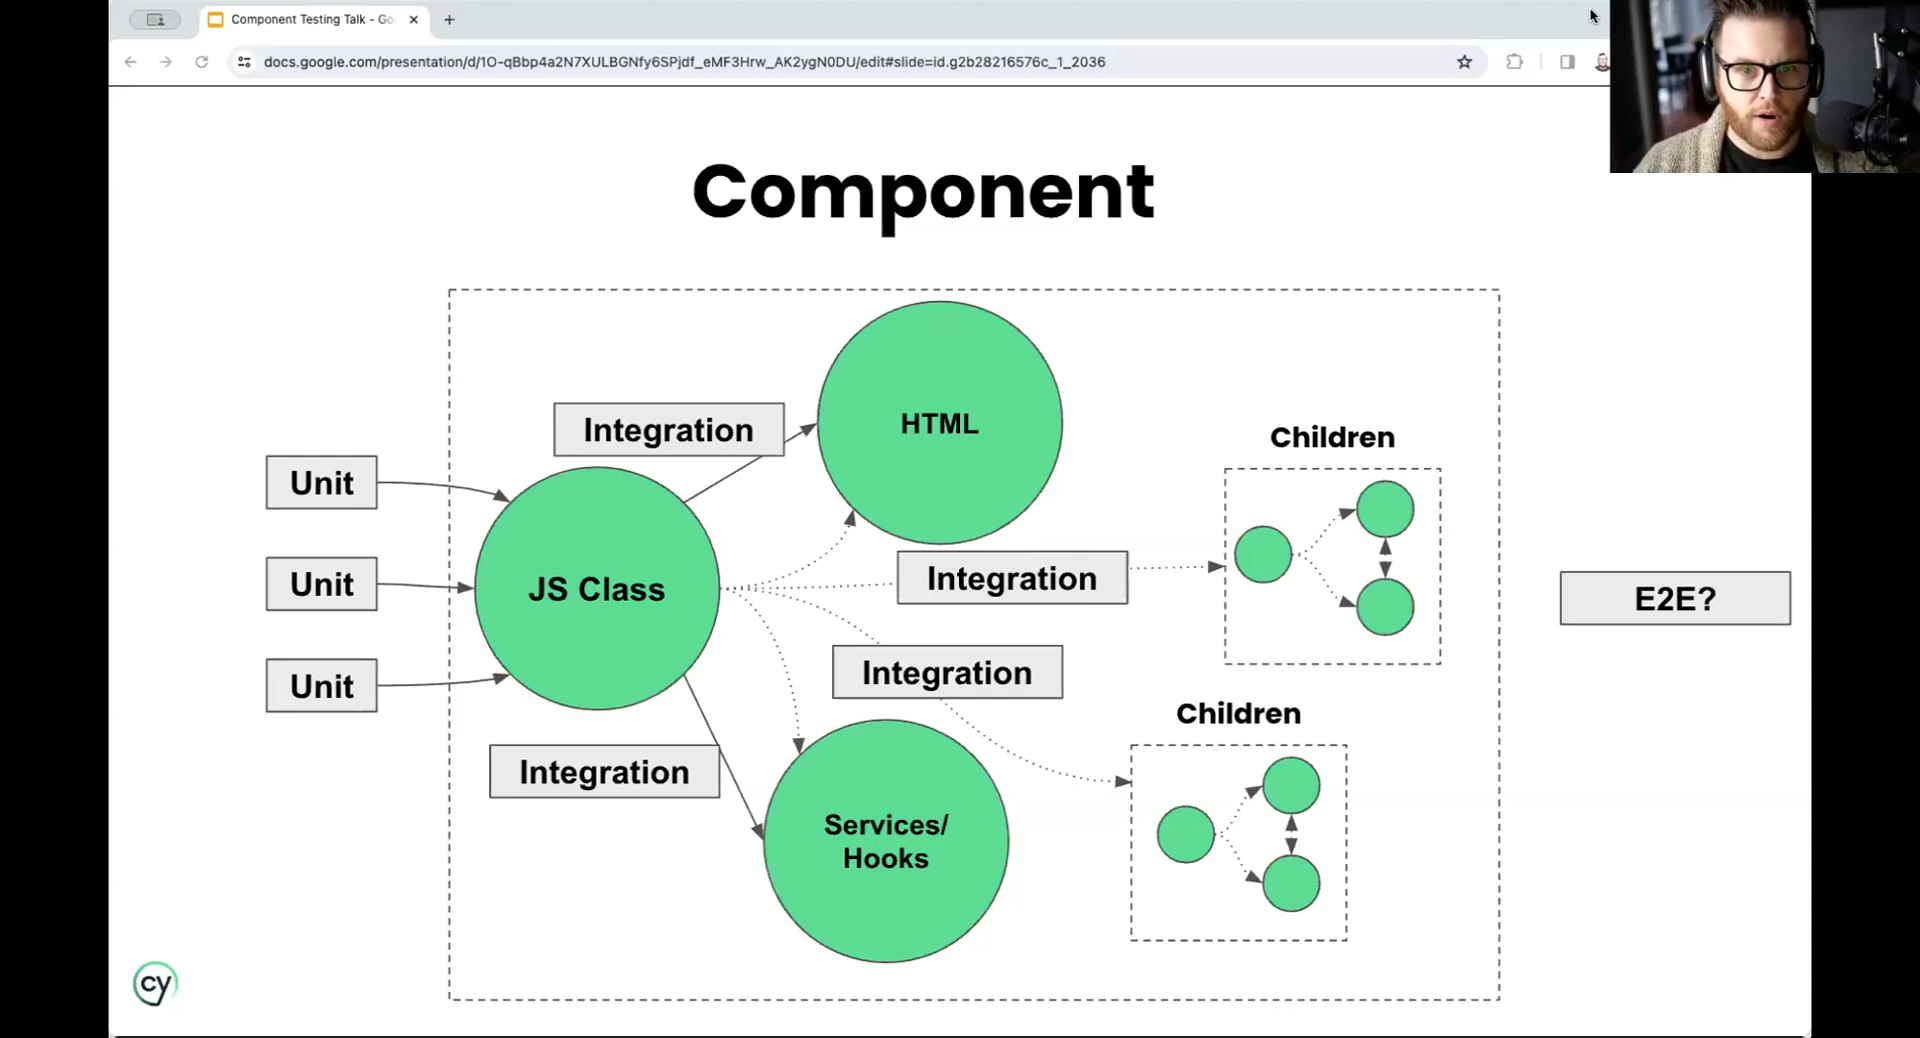 Component Testing Talk - Go
docs.google.com/presentation/d/1O-qBbp4a2N7XULBGNfy6SPjdf_eMF3Hrw_AK2ygN0DU/edit#slide=id.g2b28216576c_1_2036
Component
HTML
Integration
Children
Unit
Integration
Unit
JS Class
E2E?
Integration
Unit
Children
Integration
Services/
Hooks
cy